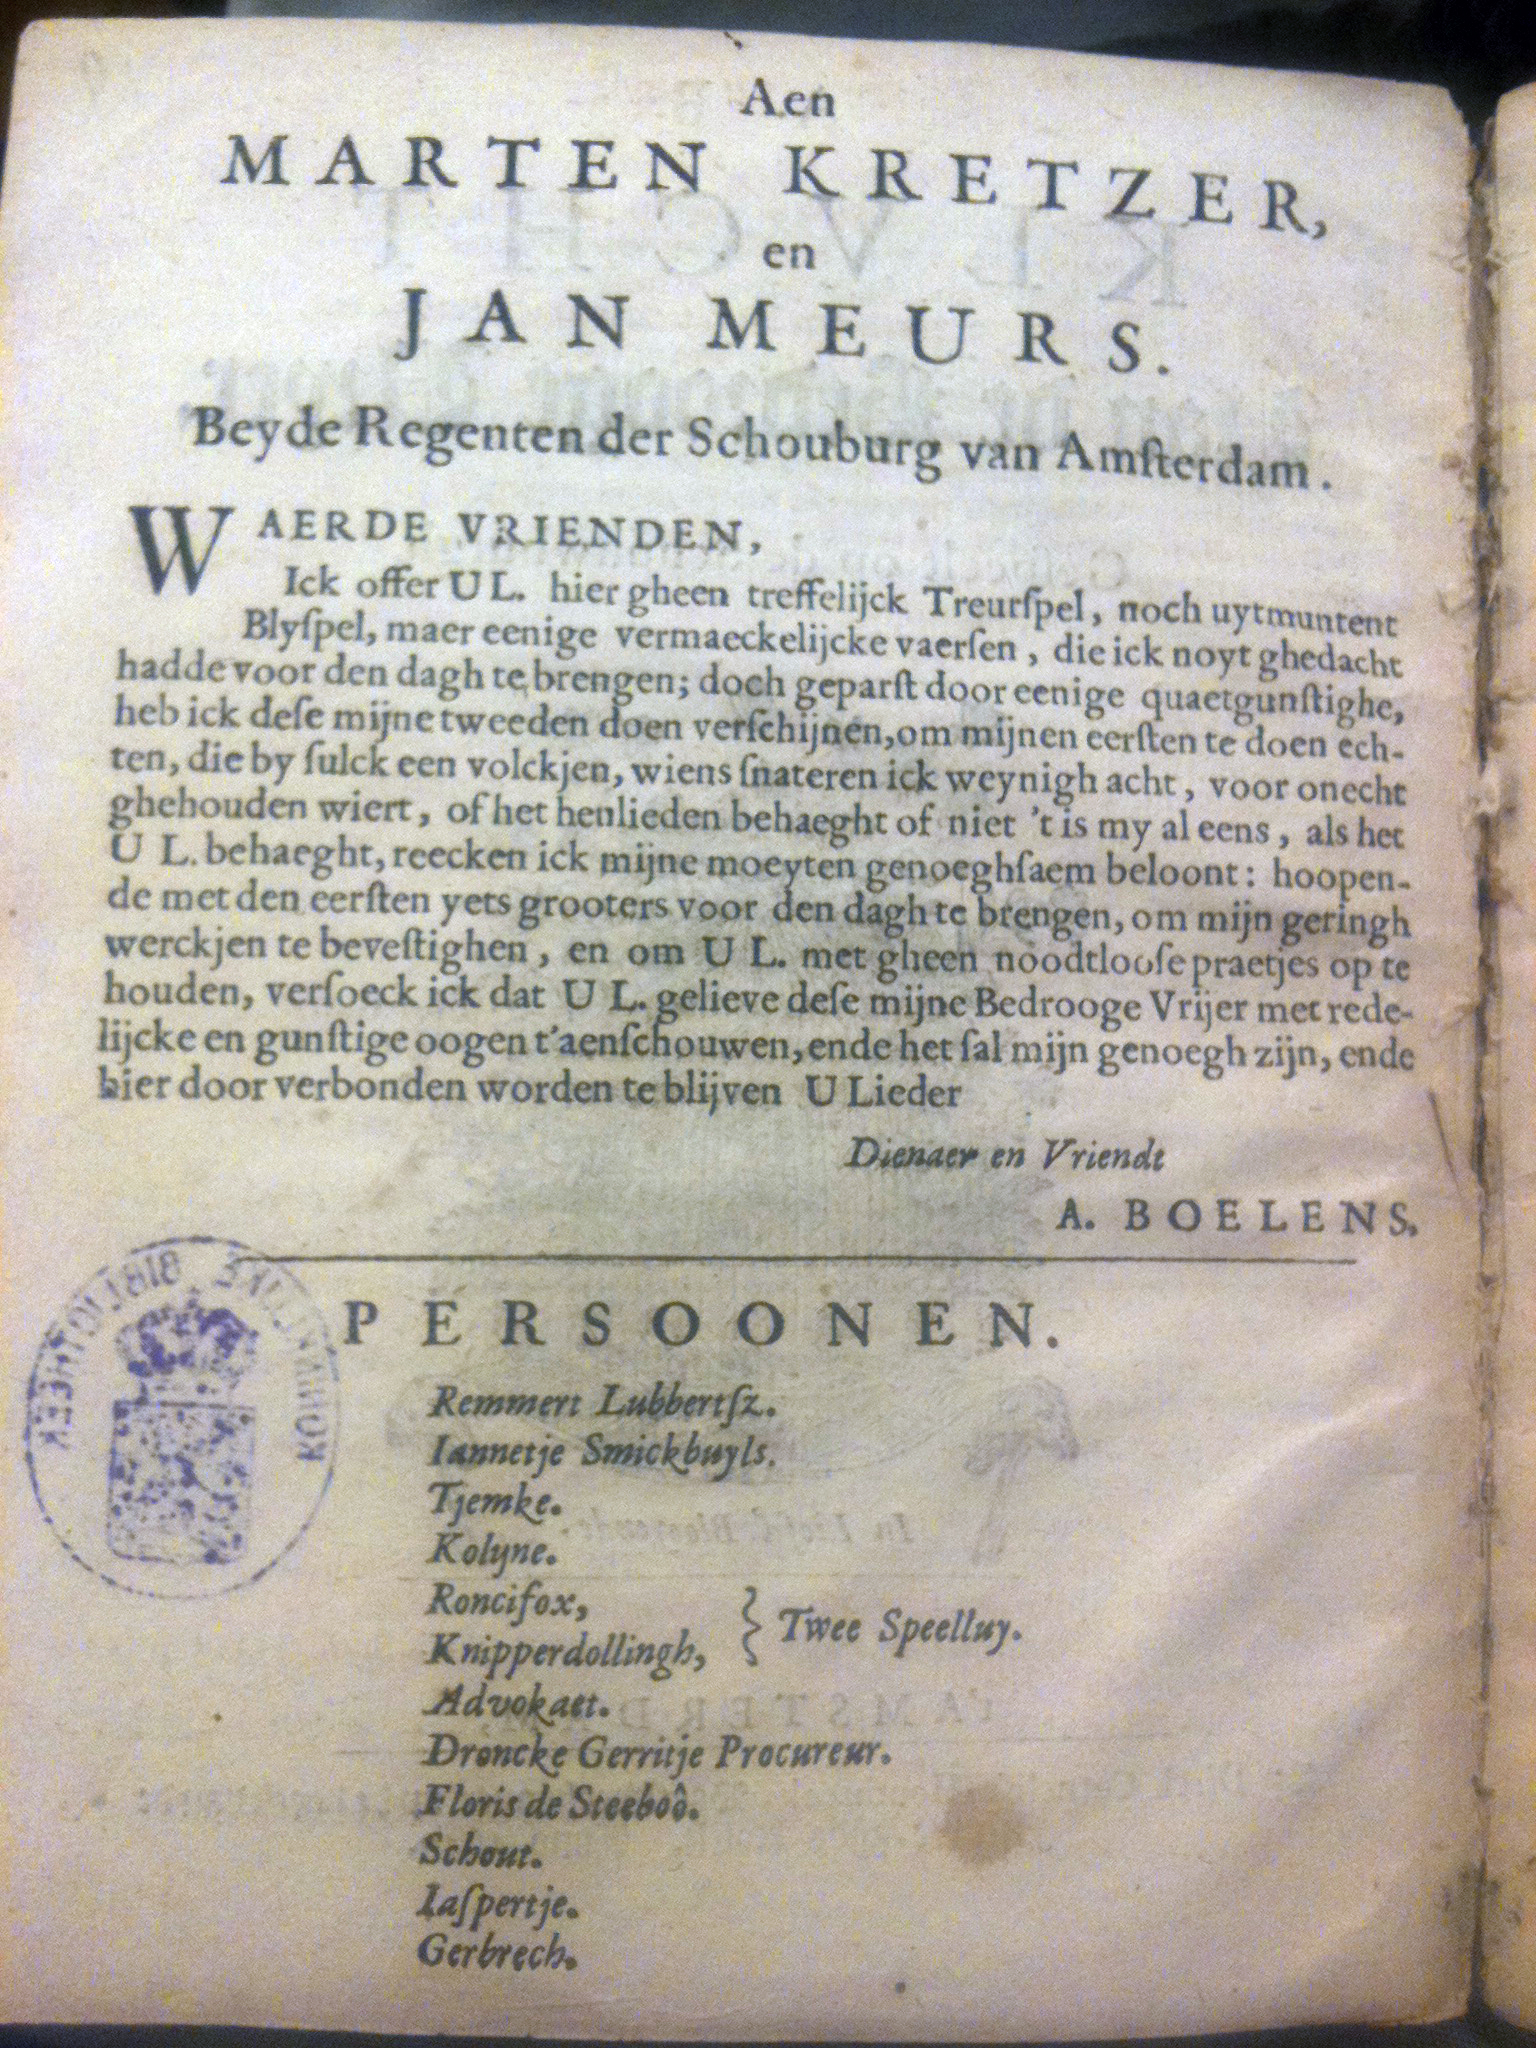 Aen
MARTEN KRETZER,
en
JAN MEURS.
Beyde Regenten der Schouburg van Amſterdam.
WAERDE VRIENDEN,
Ick offer U L. hier gheen treffelijck Treurſpel, noch uytmuntent
Blyſpel, maer eenige vermaeckelijcke vaerſen, die ick noyt ghedacht
hadde voor den dagh te brengen; doch geparſt door eenige quaetgunſtighe,
heb ick deſe mijne tweeden doen verſchijnen, om mijnen eerſten te doen ech-
ten, die by ſulck een volckjen, wiens ſnateren ick weynigh acht, voor onecht
ghehouden wiert, of het henlieden behaeght of niet 't is my al eens, als het
U L. behaeght, reecken ick mijne moeyten genoeghſaem beloont: hoopen-
de met den eerſten yets grooters voor den dagh te brengen, om mijn geringh
werckjen te beveſtighen, en om U L. met gheen noodtlooſe praetjes op te
houden, verſoeck ick dat U L. gelieve deſe mijne Bedrooge Vrijer met rede-
lijcke en gunſtige oogen t'aenſchouwen, ende het ſal mijn genoegh zijn, ende
hier door verbonden worden te blijven U Lieder
Dienaer en Vriendt
A. BOELENS.
PERSOONEN.
Remmert Lubbertſz.
Iannetje Smickbuyls.
Tjemke.
Kolyne.
Roncifox,
Knipperdollingh, } Twee Speelluy.
Advokaet.
Droncke Gerritje Procureur.
Floris de Steeboô.
Schout.
Iaſpertje.
Gerbrech.
KONINKLIJKE BIBLIOTHEEK